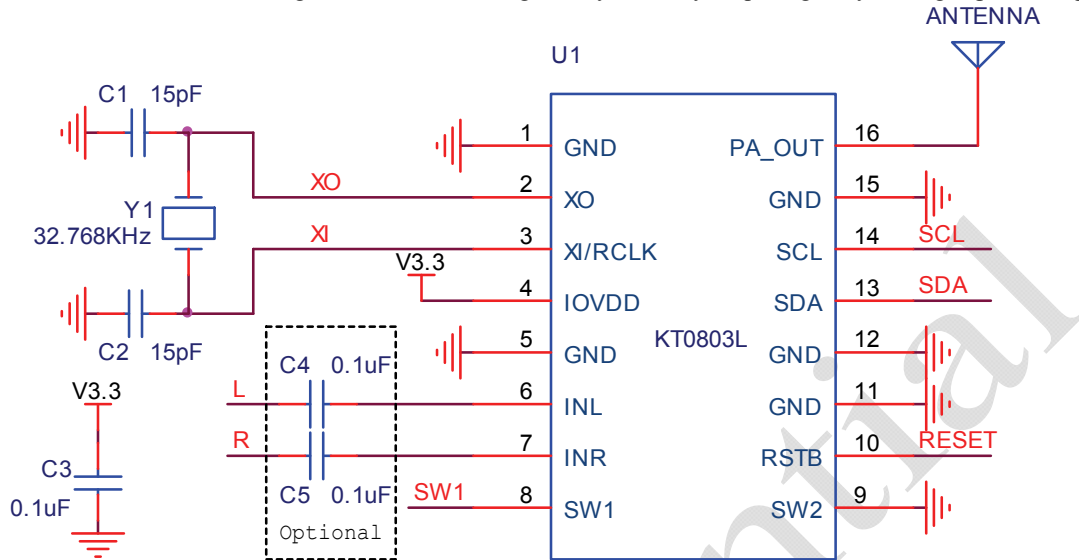 ANTENNA
U1
C1 15pF
1 GND PA_OUT 16
XO 2 XO GND 15
Y1
32.768KHz
XI 3 XI/RCLK SCL 14 SCL
V3.3
4 IOVDD SDA 13 SDA
C2 15pF
KT0803L
5 GND GND 12
C4 0.1uF
L 6 INL GND 11
V3.3
R 7 INR RSTB 10 RESET
C3
0.1uF
C5 0.1uF
SW1 8 SW1 SW2 9
Optional